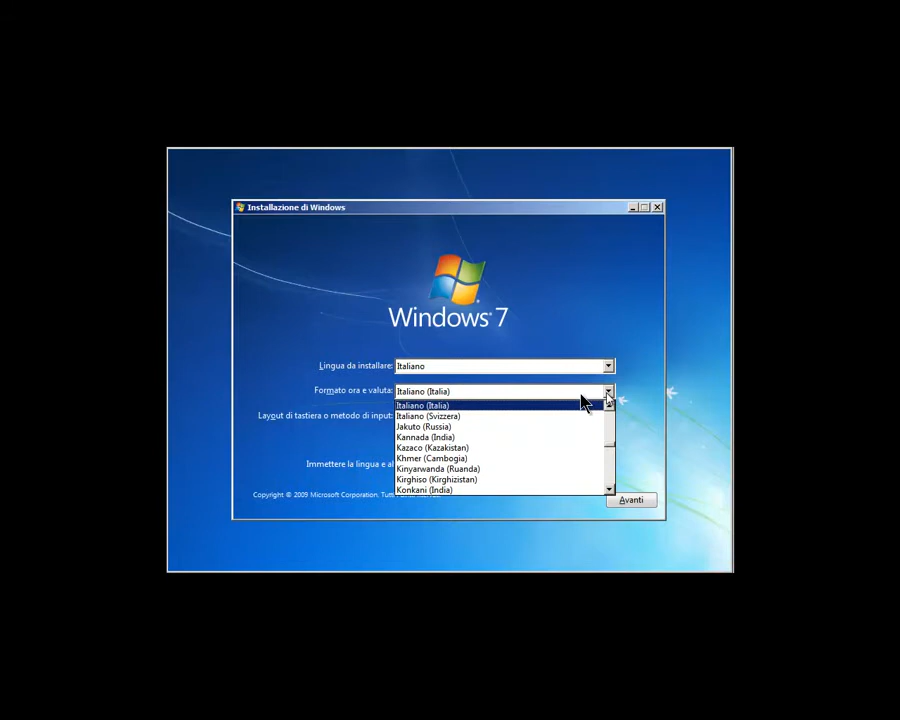 Installazione di Windows
Windows 7
Lingua da installare: Italiano
Formato ora e valuta: Italiano (Italia)
Italiano (Italia)
Italiano (Svizzera)
Layout di tastiera o metodo di input:
Jakuto (Russia)
Kannada (India)
Kazaco (Kazakistan)
Khmer (Cambogia)
Immettere la lingua e
Kinyarwanda (Ruanda)
Kirghiso (Kirghizistan)
Konkani (India)
Copyright © 2009 Microsoft Corporation.
Avanti